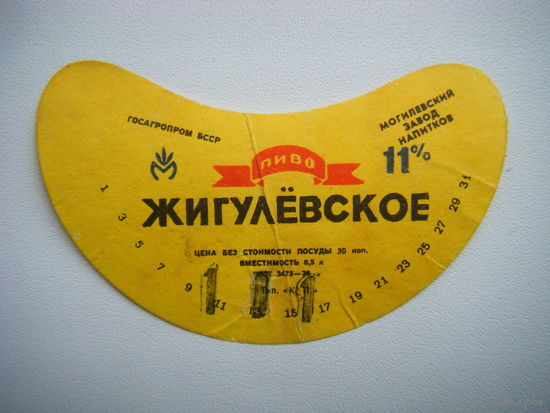 ГОСАГРОПРОМ БССР
МОГИЛЕВСКИЙ
ЗАВОД
НАПИТКОВ
11%
ПИВО
ЖИГУЛЁВСКОЕ
ЦЕНА БЕЗ СТОИМОСТИ ПОСУДЫ 30 коп.
ВМЕСТИМОСТЬ 0,5 л
3473—
1 3 5 7 9 11 15 17 19 21 23 25 27 29 31